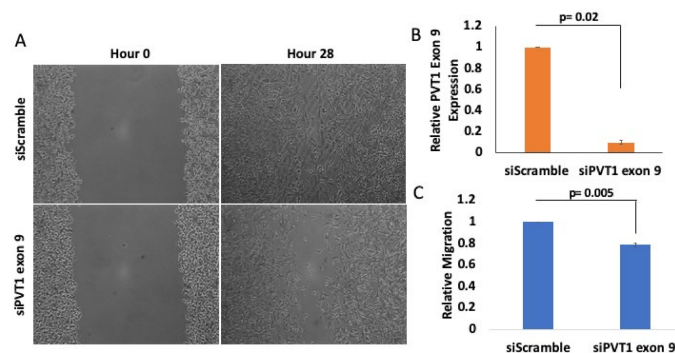 A
Hour 0
Hour 28
siScramble
siPVT1 exon 9
B
p= 0.02
Relative PVT1 Exon 9
Expression
1.2
1
0.8
0.6
0.4
0.2
0
siScramble
siPVT1 exon 9
C
p= 0.005
Relative Migration
1.2
1
0.8
0.6
0.4
0.2
0
siScramble
siPVT1 exon 9